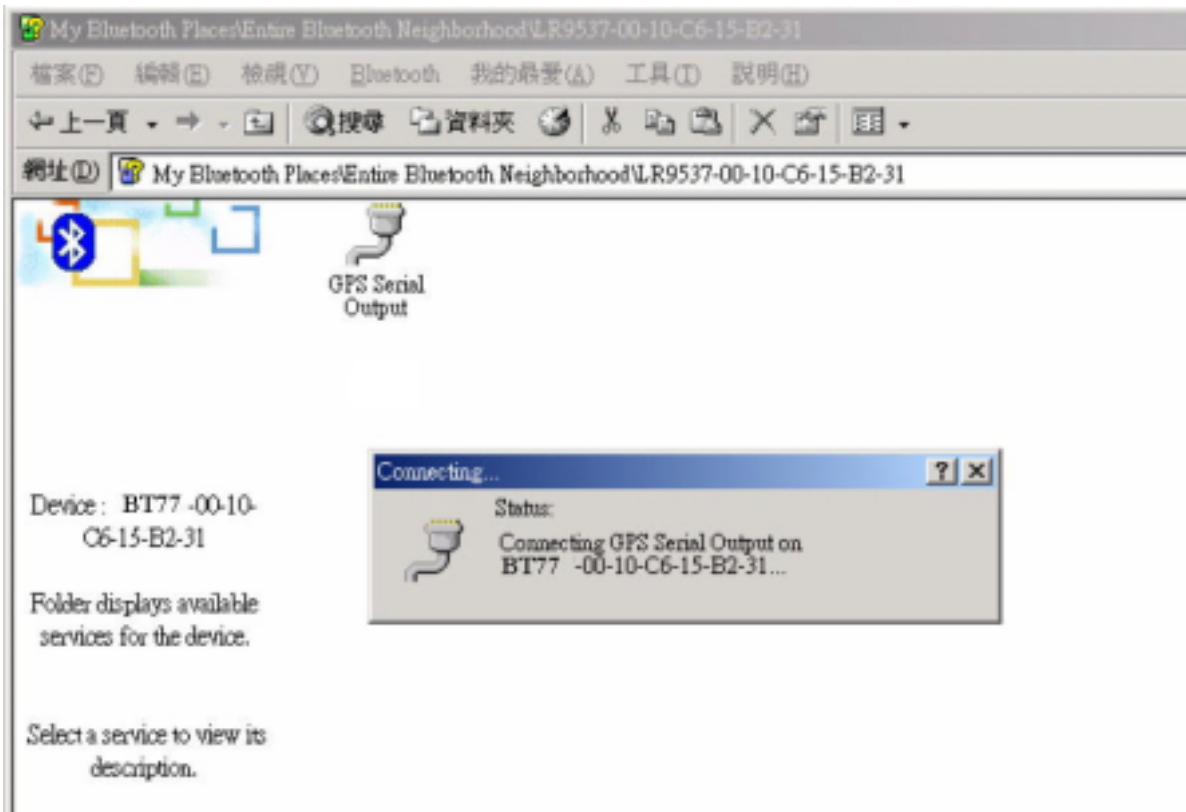 My Bluetooth Places\Entire Bluetooth Neighborhood\LR9537-00-10-C6-15-B2-31
檔案(F) 編輯(E) 檢視(V) Bluetooth 我的最愛(A) 工具(T) 說明(H)
上一頁 搜尋 資料夾
網址(D) My Bluetooth Places\Entire Bluetooth Neighborhood\LR9537-00-10-C6-15-B2-31
GPS Serial
Output
Connecting...
Status:
Connecting GPS Serial Output on
BT77 -00-10-C6-15-B2-31...
Device : BT77 -00-10-
C6-15-B2-31
Folder displays available
services for the device.
Select a service to view its
description.